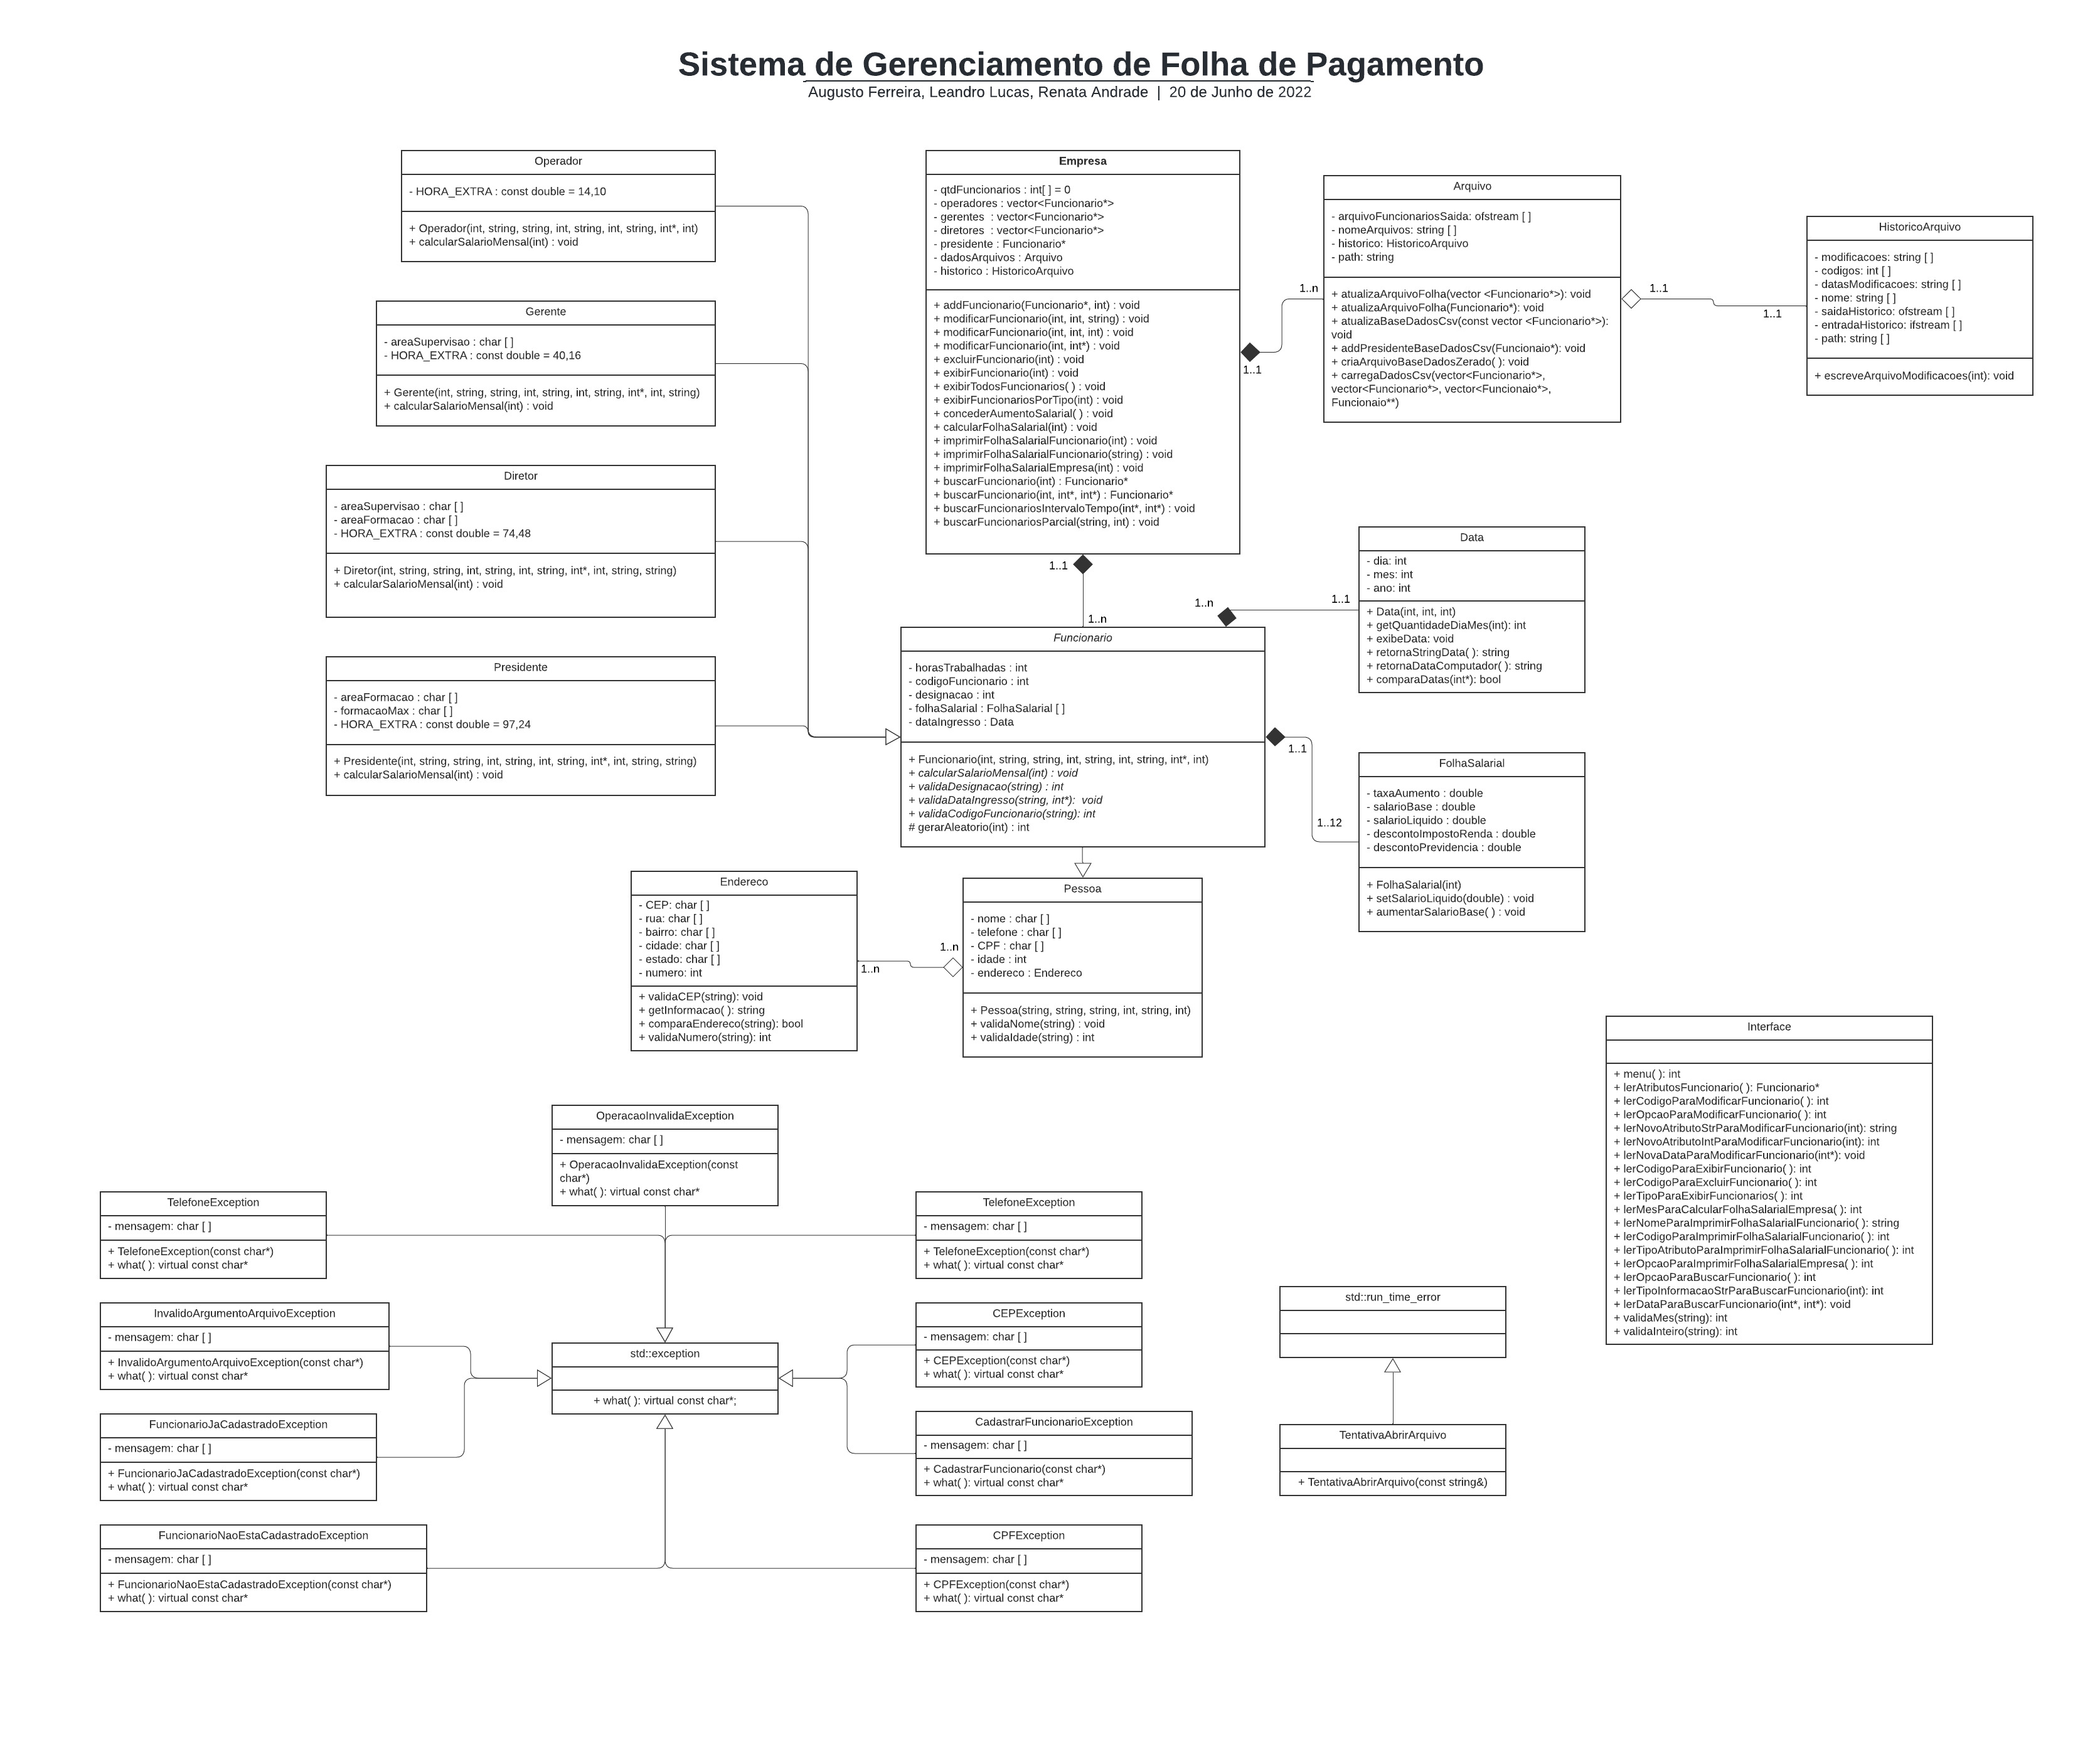 Sistema de Gerenciamento de Folha de Pagamento
Augusto Ferreira, Leandro Lucas, Renata Andrade | 20 de Junho de 2022
Operador
- HORA_EXTRA : const double = 14,10
+ Operador(int, string, string, int, string, int, string, int*, int)
+ calcularSalarioMensal(int) : void
Gerente
- areaSupervisao : char [ ]
- HORA_EXTRA : const double = 40,16
+ Gerente(int, string, string, int, string, int, string, int*, int, string)
+ calcularSalarioMensal(int) : void
Diretor
- areaSupervisao : char [ ]
- areaFormacao : char [ ]
- HORA_EXTRA : const double = 74,48
+ Diretor(int, string, string, int, string, int, string, int*, int, string, string)
+ calcularSalarioMensal(int) : void
Presidente
- areaFormacao : char [ ]
- formacaoMax : char [ ]
- HORA_EXTRA : const double = 97,24
+ Presidente(int, string, string, int, string, int, string, int*, int, string, string)
+ calcularSalarioMensal(int) : void
Empresa
- qtdFuncionarios : int[ ] = 0
- operadores : vector<Funcionario*>
- gerentes : vector<Funcionario*>
- diretores : vector<Funcionario*>
- presidente : Funcionario*
- dadosArquivos : Arquivo
- historico : HistoricoArquivo
+ addFuncionario(Funcionario*, int) : void
+ modificarFuncionario(int, int, string) : void
+ modificarFuncionario(int, int, int) : void
+ modificarFuncionario(int, int*) : void
+ excluirFuncionario(int) : void
+ exibirFuncionario(int) : void
+ exibirTodosFuncionarios( ) : void
+ exibirFuncionariosPorTipo(int) : void
+ concederAumentoSalarial( ) : void
+ calcularFolhaSalarial(int) : void
+ imprimirFolhaSalarialFuncionario(int) : void
+ imprimirFolhaSalarialFuncionario(string) : void
+ imprimirFolhaSalarialEmpresa(int) : void
+ buscarFuncionario(int) : Funcionario*
+ buscarFuncionario(int, int*, int*) : Funcionario*
+ buscarFuncionariosIntervaloTempo(int*, int*) : void
+ buscarFuncionariosParcial(string, int) : void
1..n
1..1
Arquivo
- arquivoFuncionariosSaida: ofstream [ ]
- nomeArquivos: string [ ]
- historico: HistoricoArquivo
- path: string
+ atualizaArquivoFolha(vector <Funcionario*>): void
+ atualizaArquivoFolha(Funcionario*): void
+ atualizaBaseDadosCsv(const vector <Funcionario*>):
void
+ addPresidenteBaseDadosCsv(Funcionaio*): void
+ criaArquivoBaseDadosZerado( ): void
+ carregaDadosCsv(vector<Funcionario*>,
vector<Funcionario*>, vector<Funcionaio*>,
Funcionaio**)
1..1
1..1
HistoricoArquivo
- modificacoes: string [ ]
- codigos: int [ ]
- datasModificacoes: string [ ]
- nome: string [ ]
- saidaHistorico: ofstream [ ]
- entradaHistorico: ifstream [ ]
- path: string [ ]
+ escreveArquivoModificacoes(int): void
1..1
1..n
1..n
1..1
Data
- dia: int
- mes: int
- ano: int
+ Data(int, int, int)
+ getQuantidadeDiaMes(int): int
+ exibeData: void
+ retornaStringData( ): string
+ retornaDataComputador( ): string
+ comparaDatas(int*): bool
Funcionario
- horasTrabalhadas : int
- codigoFuncionario : int
- designacao : int
- folhaSalarial : FolhaSalarial [ ]
- dataIngresso : Data
+ Funcionario(int, string, string, int, string, int, string, int*, int)
+ calcularSalarioMensal(int) : void
+ validaDesignacao(string) : int
+ validaDataIngresso(string, int*): void
+ validaCodigoFuncionario(string): int
# gerarAleatorio(int) : int
1..1
1..12
FolhaSalarial
- taxaAumento : double
- salarioBase : double
- salarioLiquido : double
- descontoImpostoRenda : double
- descontoPrevidencia : double
+ FolhaSalarial(int)
+ setSalarioLiquido(double) : void
+ aumentarSalarioBase( ) : void
Endereco
- CEP: char [ ]
- rua: char [ ]
- bairro: char [ ]
- cidade: char [ ]
- estado: char [ ]
- numero: int
+ validaCEP(string): void
+ getInformacao( ): string
+ comparaEndereco(string): bool
+ validaNumero(string): int
1..n
1..n
Pessoa
- nome : char [ ]
- telefone : char [ ]
- CPF : char [ ]
- idade : int
- endereco : Endereco
+ Pessoa(string, string, string, int, string, int)
+ validaNome(string) : void
+ validaIdade(string) : int
Interface
+ menu( ): int
+ lerAtributosFuncionario( ): Funcionario*
+ lerCodigoParaModificarFuncionario( ): int
+ lerOpcaoParaModificarFuncionario( ): int
+ lerNovoAtributoStrParaModificarFuncionario(int): string
+ lerNovoAtributoIntParaModificarFuncionario(int): int
+ lerNovaDataParaModificarFuncionario(int*): void
+ lerCodigoParaExibirFuncionario( ): int
+ lerCodigoParaExcluirFuncionario( ): int
+ lerTipoParaExibirFuncionarios( ): int
+ lerMesParaCalcularFolhaSalarialEmpresa( ): int
+ lerNomeParaImprimirFolhaSalarialFuncionario( ): string
+ lerCodigoParaImprimirFolhaSalarialFuncionario( ): int
+ lerTipoAtributoParaImprimirFolhaSalarialFuncionario( ): int
+ lerOpcaoParaImprimirFolhaSalarialEmpresa( ): int
+ lerOpcaoParaBuscarFuncionario( ): int
+ lerTipoInformacaoStrParaBuscarFuncionario(int): int
+ lerDataParaBuscarFuncionario(int*, int*): void
+ validaMes(string): int
+ validaInteiro(string): int
OperacaoInvalidaException
- mensagem: char [ ]
+ OperacaoInvalidaException(const
char*)
+ what( ): virtual const char*
TelefoneException
- mensagem: char [ ]
+ TelefoneException(const char*)
+ what( ): virtual const char*
InvalidoArgumentoArquivoException
- mensagem: char [ ]
+ InvalidoArgumentoArquivoException(const char*)
+ what( ): virtual const char*
FuncionarioJaCadastradoException
- mensagem: char [ ]
+ FuncionarioJaCadastradoException(const char*)
+ what( ): virtual const char*
FuncionarioNaoEstaCadastradoException
- mensagem: char [ ]
+ FuncionarioNaoEstaCadastradoException(const char*)
+ what( ): virtual const char*
std::exception
+ what( ): virtual const char*;
TelefoneException
- mensagem: char [ ]
+ TelefoneException(const char*)
+ what( ): virtual const char*
CEPException
- mensagem: char [ ]
+ CEPException(const char*)
+ what( ): virtual const char*
CadastrarFuncionarioException
- mensagem: char [ ]
+ CadastrarFuncionario(const char*)
+ what( ): virtual const char*
CPFException
- mensagem: char [ ]
+ CPFException(const char*)
+ what( ): virtual const char*
std::run_time_error
TentativaAbrirArquivo
+ TentativaAbrirArquivo(const string&)